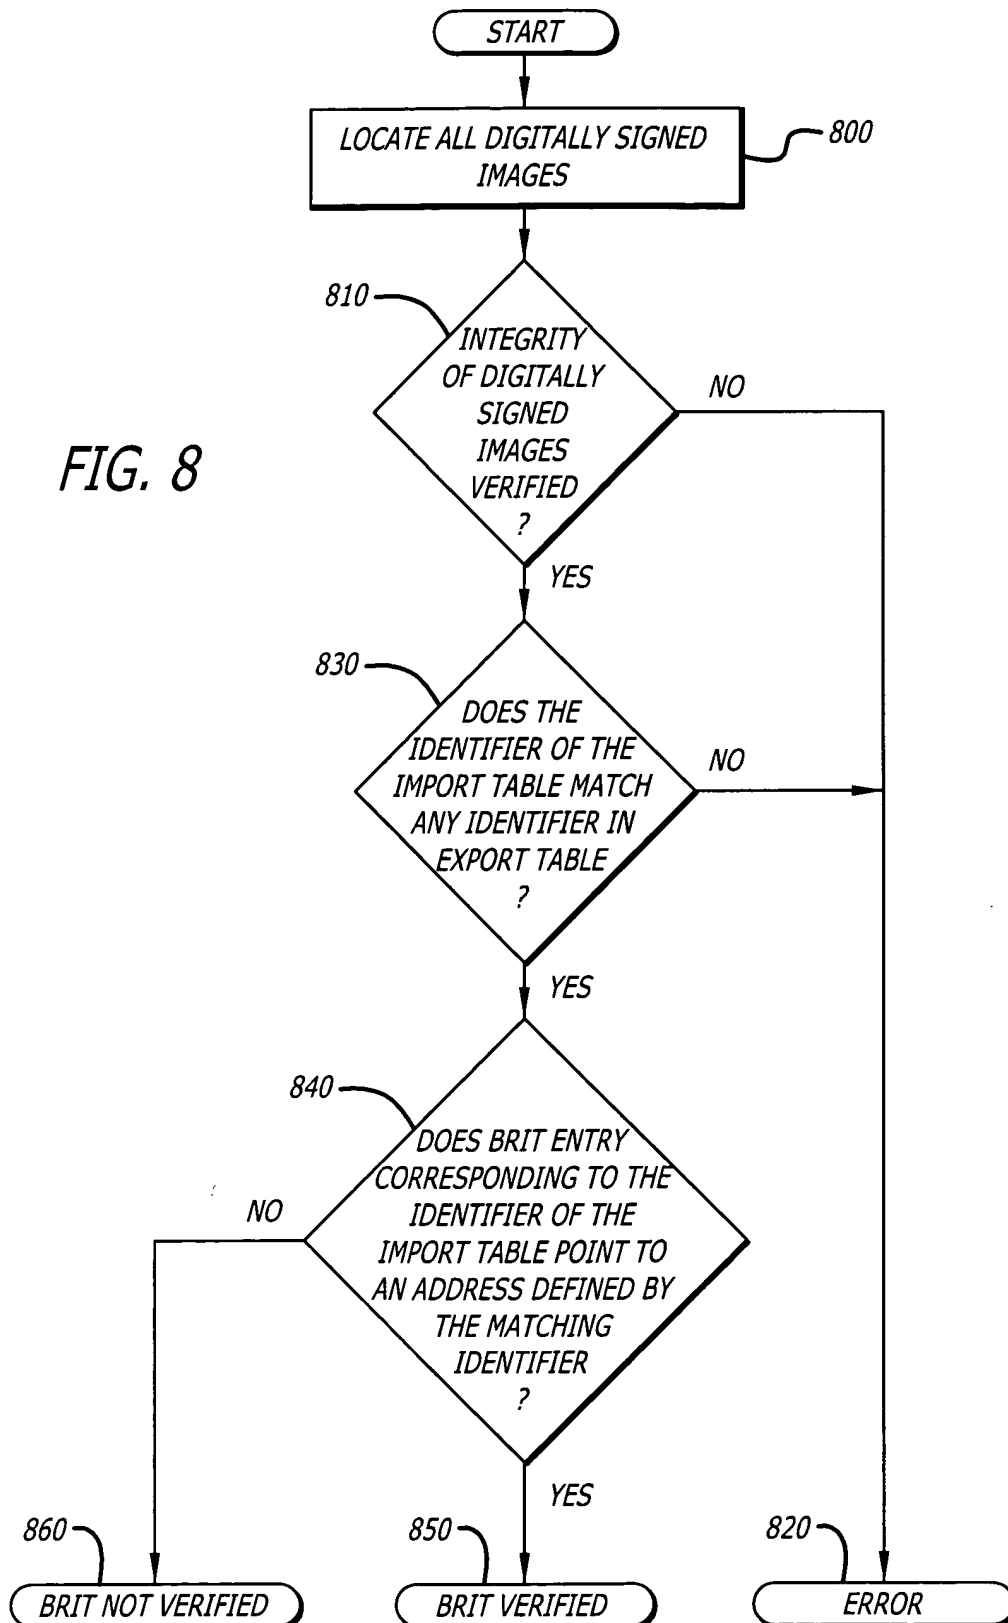 START
LOCATE ALL DIGITALLY SIGNED
IMAGES
800
810
INTEGRITY
OF DIGITALLY
SIGNED
IMAGES
VERIFIED
?
NO
FIG. 8
YES
830
DOES THE
IDENTIFIER OF THE
IMPORT TABLE MATCH
ANY IDENTIFIER IN
EXPORT TABLE
?
NO
YES
840
DOES BRIT ENTRY
CORRESPONDING TO THE
IDENTIFIER OF THE
IMPORT TABLE POINT TO
AN ADDRESS DEFINED BY
THE MATCHING
IDENTIFIER
?
NO
YES
860
BRIT NOT VERIFIED
850
BRIT VERIFIED
820
ERROR